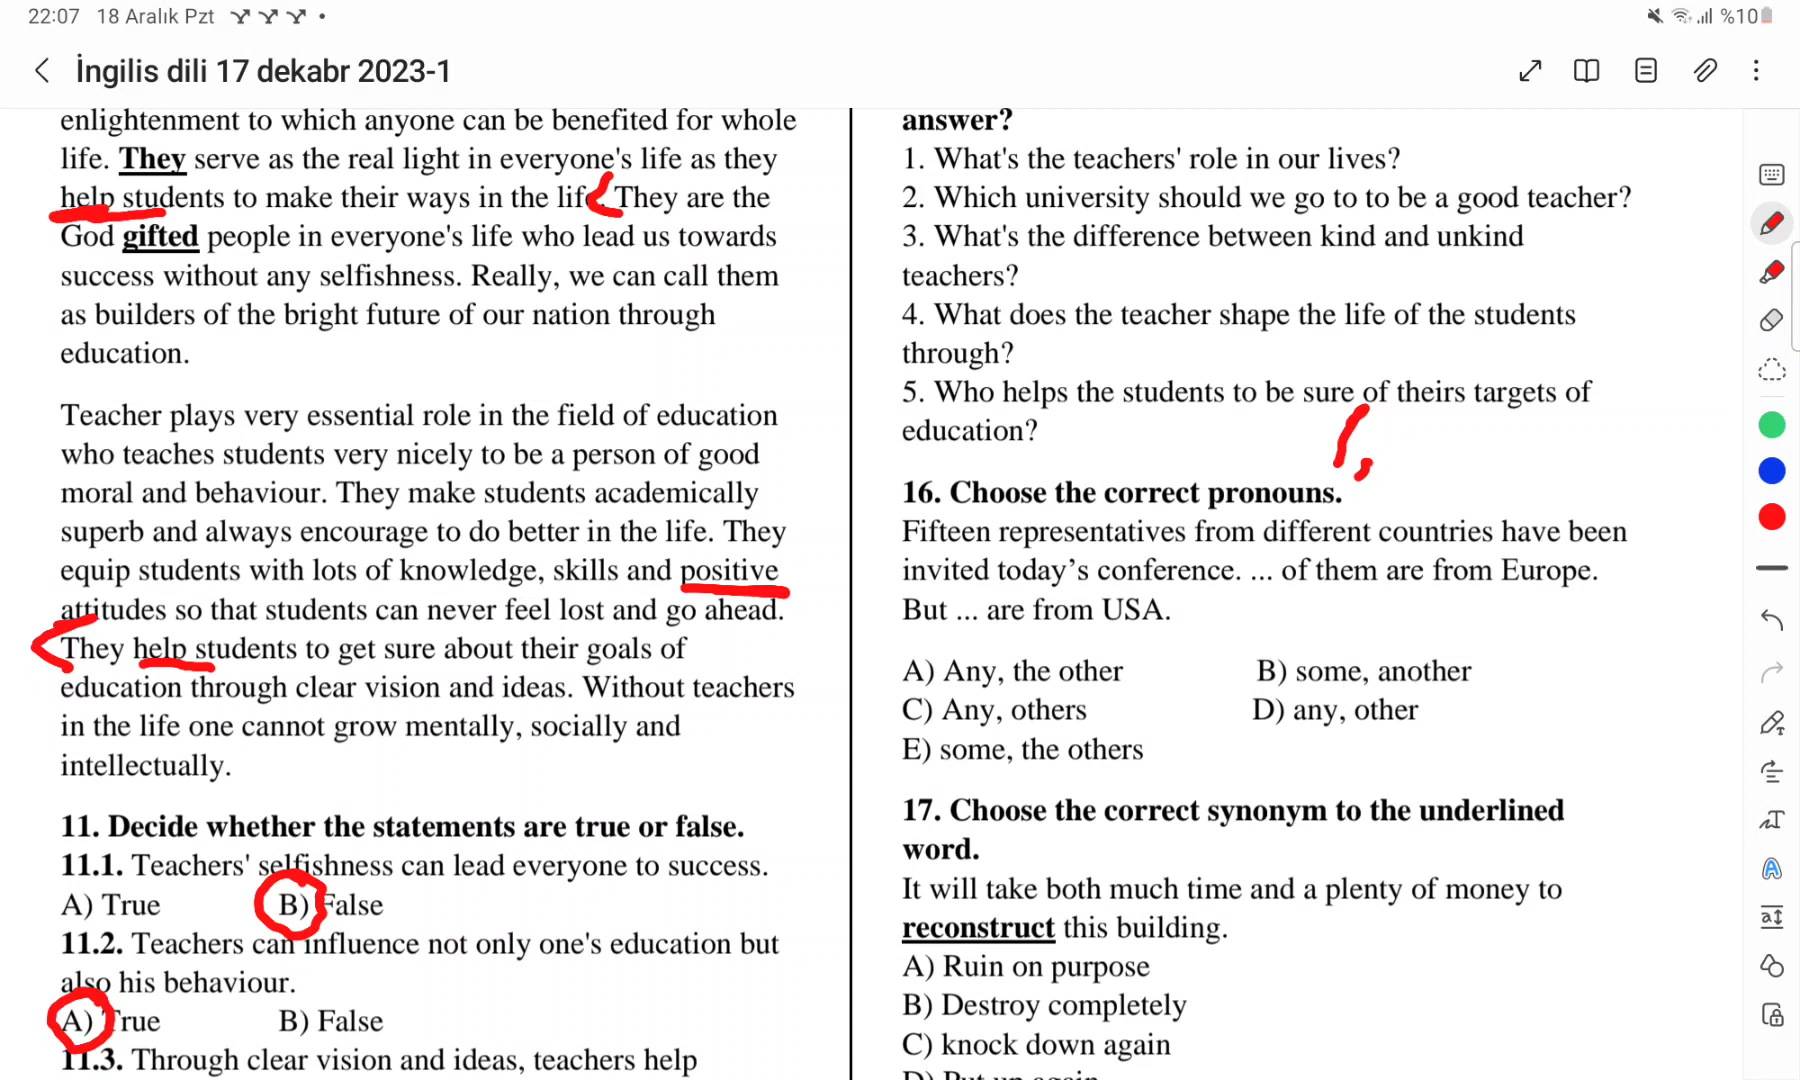 22:07 18 Aralık Pzt
%10
İngilis dili 17 dekabr 2023-1
enlightenment to which anyone can be benefited for whole
life. They serve as the real light in everyone's life as they
help students to make their ways in the life. They are the
God gifted people in everyone's life who lead us towards
success without any selfishness. Really, we can call them
as builders of the bright future of our nation through
education.
Teacher plays very essential role in the field of education
who teaches students very nicely to be a person of good
moral and behaviour. They make students academically
superb and always encourage to do better in the life. They
equip students with lots of knowledge, skills and positive
attitudes so that students can never feel lost and go ahead.
They help students to get sure about their goals of
education through clear vision and ideas. Without teachers
in the life one cannot grow mentally, socially and
intellectually.
11. Decide whether the statements are true or false.
11.1. Teachers' selfishness can lead everyone to success.
A) True B) False
11.2. Teachers can influence not only one's education but
also his behaviour.
A) True B) False
11.3. Through clear vision and ideas, teachers help
answer?
1. What's the teachers' role in our lives?
2. Which university should we go to to be a good teacher?
3. What's the difference between kind and unkind
teachers?
4. What does the teacher shape the life of the students
through?
5. Who helps the students to be sure of theirs targets of
education?
16. Choose the correct pronouns.
Fifteen representatives from different countries have been
invited today’s conference. ... of them are from Europe.
But ... are from USA.
A) Any, the other B) some, another
C) Any, others D) any, other
E) some, the others
17. Choose the correct synonym to the underlined
word.
It will take both much time and a plenty of money to
reconstruct this building.
A) Ruin on purpose
B) Destroy completely
C) knock down again
D) Put up again